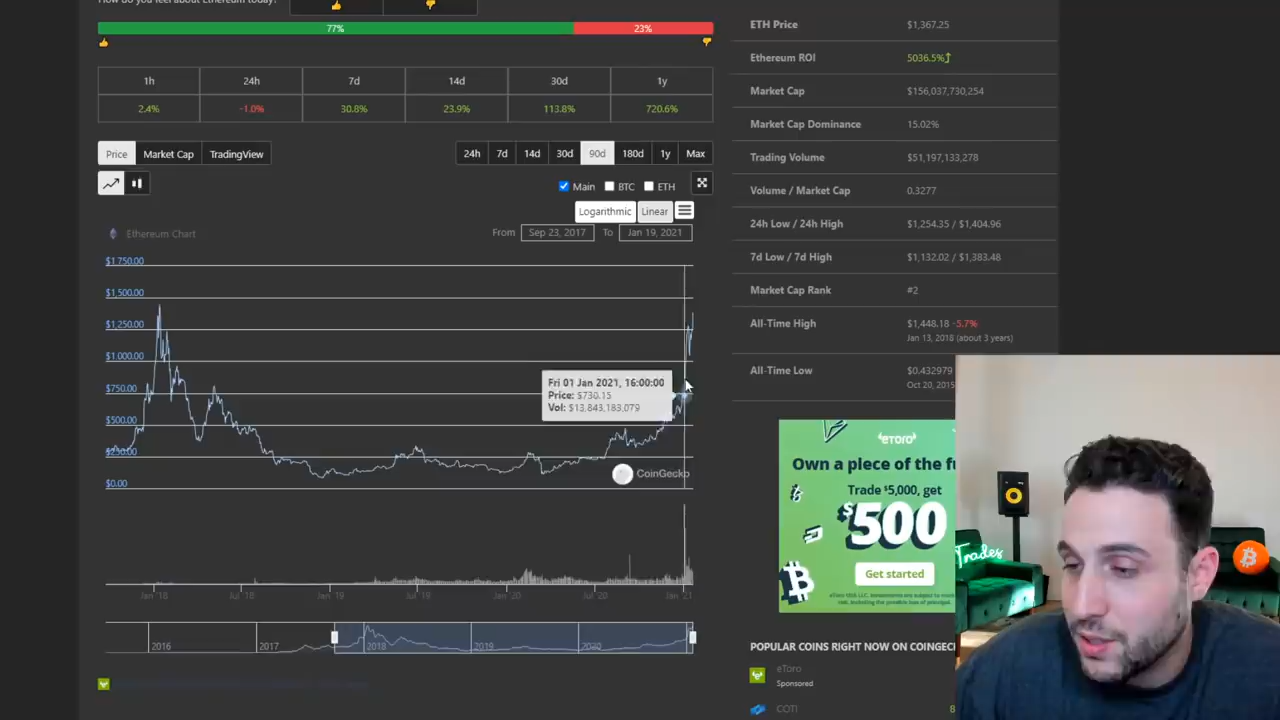 How do you feel about Ethereum today?
77%
23%
1h 24h 7d 14d 30d 1y
2.4% -1.0% 30.8% 23.9% 113.8% 720.6%
Price Market Cap TradingView
24h 7d 14d 30d 90d 180d 1y Max
Main BTC ETH
Logarithmic Linear
Ethereum Chart
From Sep 23, 2017 To Jan 19, 2021
$1,750.00
$1,500.00
$1,250.00
$1,000.00
$750.00
$500.00
$250.00
$0.00
Fri 01 Jan 2021, 16:00:00
Price: $730.15
Vol: $13,843,183,079
CoinGecko
Jan '18 Jul '18 Jan '19 Jul '19 Jan '20 Jul '20 Jan '21
2016 2017 2018 2019 2020
ETH Price $1,367.25
Ethereum ROI 5036.5%
Market Cap $156,037,730,254
Market Cap Dominance 15.02%
Trading Volume $51,197,133,278
Volume / Market Cap 0.3277
24h Low / 24h High $1,254.35 / $1,404.96
7d Low / 7d High $1,132.02 / $1,383.48
Market Cap Rank #2
All-Time High $1,448.18 -5.7%
Jan 13, 2018 (about 3 years)
All-Time Low $0.432979
Oct 20, 2015
eToro
Own a piece of the fu
Trade $5,000, get
$500
Get started
POPULAR COINS RIGHT NOW ON COINGECK
eToro
Sponsored
COTI 8
Trades